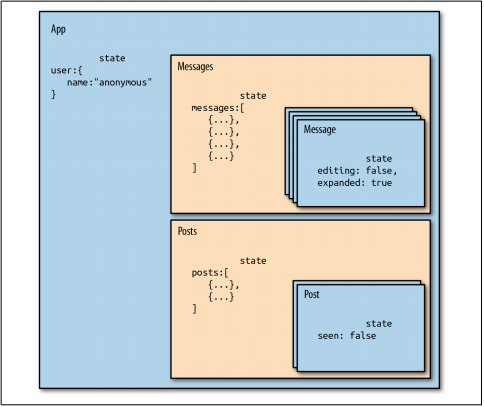 App
state
user:{
name:"anonymous"
}
Messages
state
messages:[
{...},
{...},
{...},
{...}
]
Message
state
editing: false,
expanded: true
Posts
state
posts:[
{...},
{...}
]
Post
state
seen: false